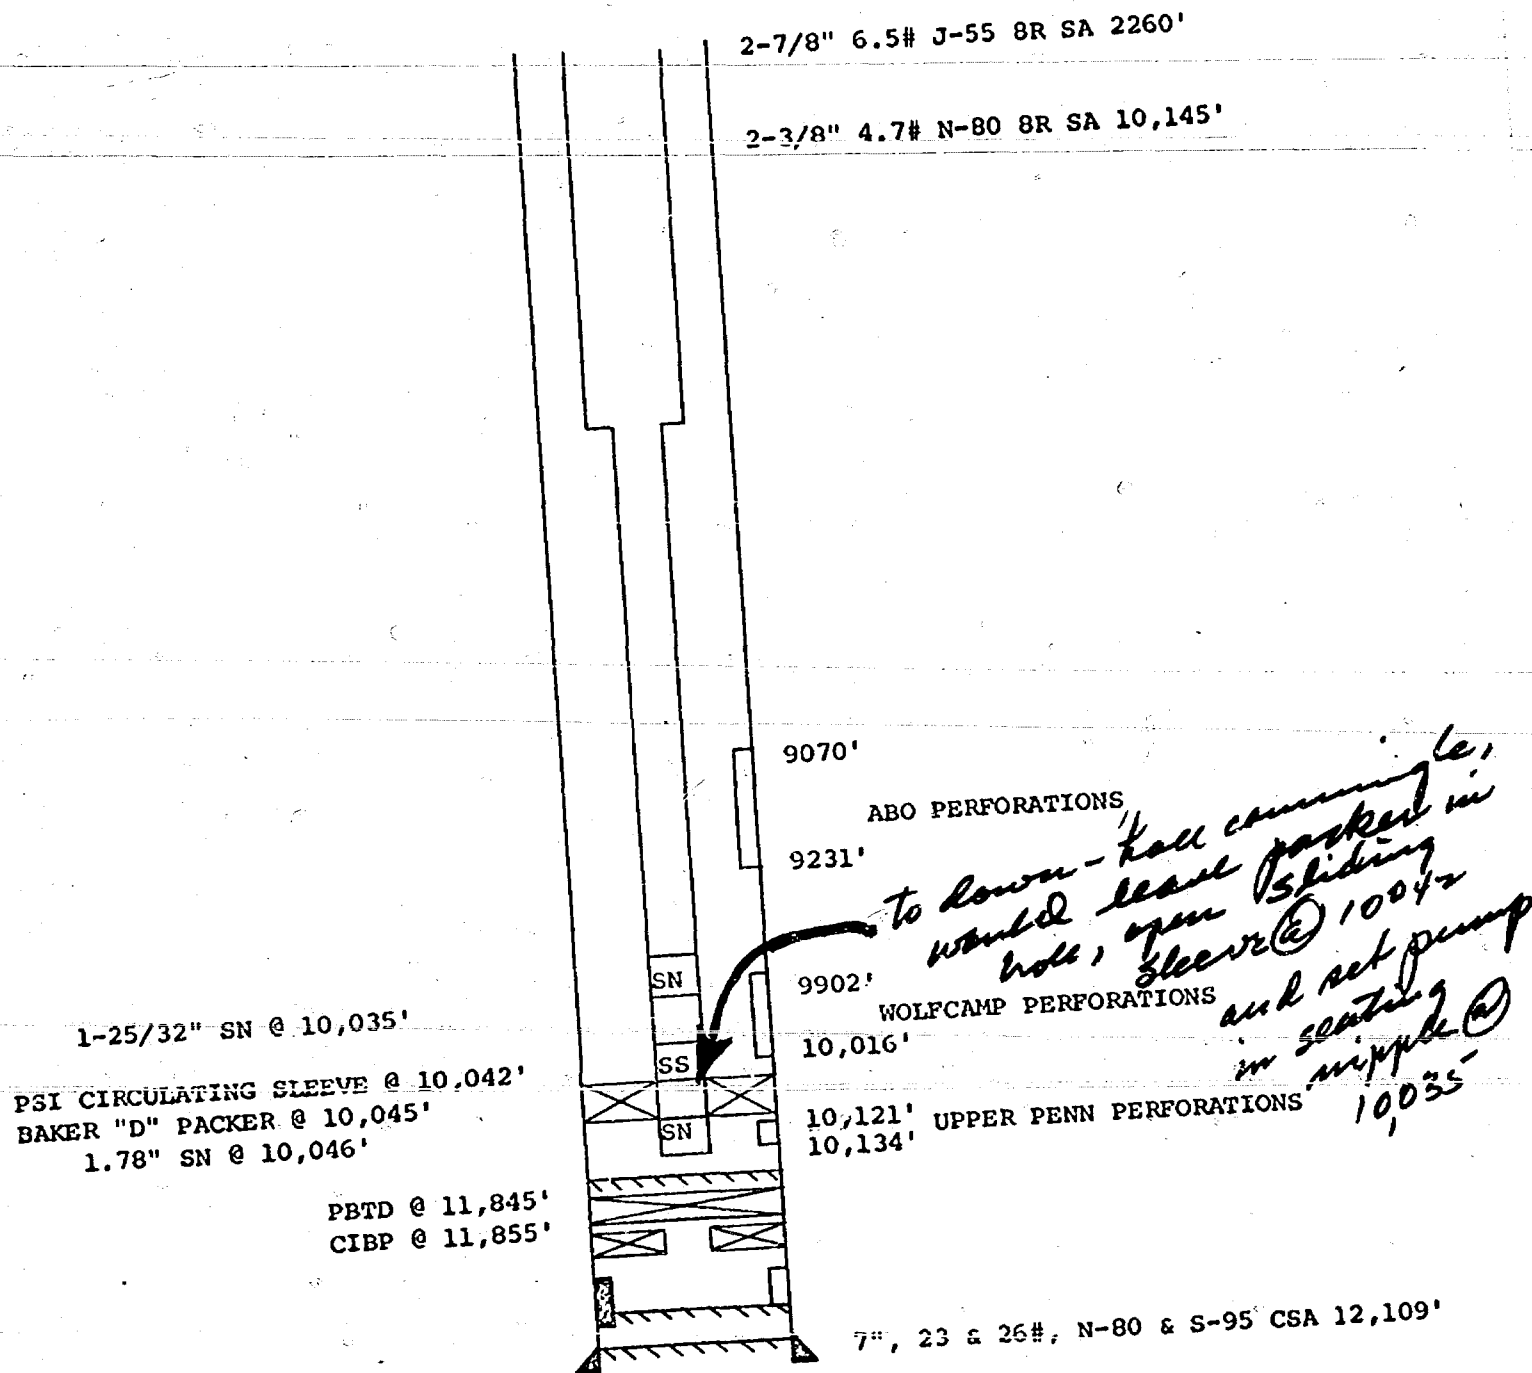 2-7/8" 6.5# J-55 8R SA 2260'
2-3/8" 4.7# N-80 8R SA 10,145'
9070'
ABO PERFORATIONS
9231'
to down-hole commingle,
would leave packer in
hole, open sliding
sleeve @ 10042
and set pump
in seating
nipple @
10,035
SN
9902'
WOLFCAMP PERFORATIONS
10,016'
1-25/32" SN @ 10,035'
SS
PSI CIRCULATING SLEEVE @ 10,042'
BAKER "D" PACKER @ 10,045'
1.78" SN @ 10,046'
SN
10,121' UPPER PENN PERFORATIONS
10,134'
PBTD @ 11,845'
CIBP @ 11,855'
7", 23 & 26#, N-80 & S-95 CSA 12,109'